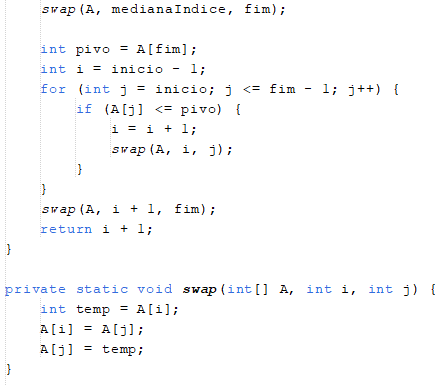 swap(A, medianaIndice, fim);
int pivo = A[fim];
int i = inicio - 1;
for (int j = inicio; j <= fim - 1; j++) {
if (A[j] <= pivo) {
i = i + 1;
swap(A, i, j);
}
}
swap(A, i + 1, fim);
return i + 1;
}
private static void swap(int[] A, int i, int j) {
int temp = A[i];
A[i] = A[j];
A[j] = temp;
}